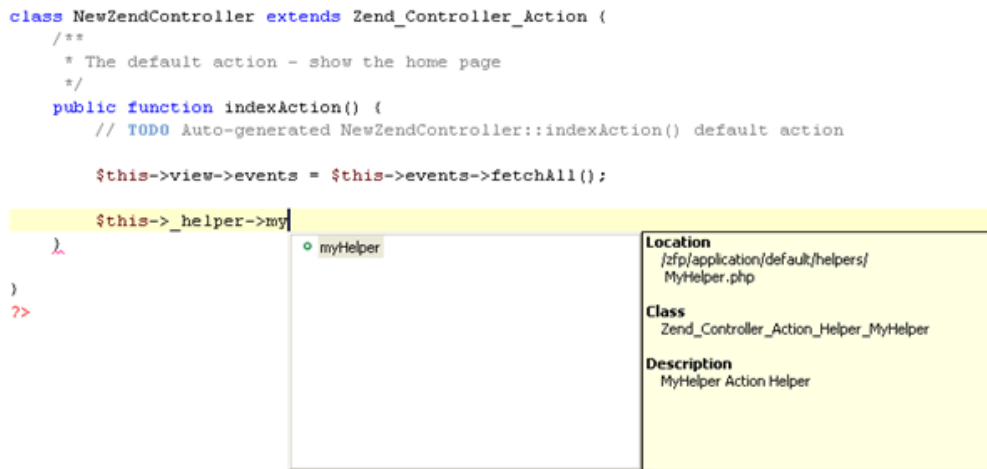 class NewZendController extends Zend_Controller_Action {
/**
* The default action - show the home page
*/
public function indexAction() {
// TODO Auto-generated NewZendController::indexAction() default action
$this->view->events = $this->events->fetchAll();
$this->_helper->my
}
}
?>
myHelper
Location
/zfp/application/default/helpers/
MyHelper.php
Class
Zend_Controller_Action_Helper_MyHelper
Description
MyHelper Action Helper